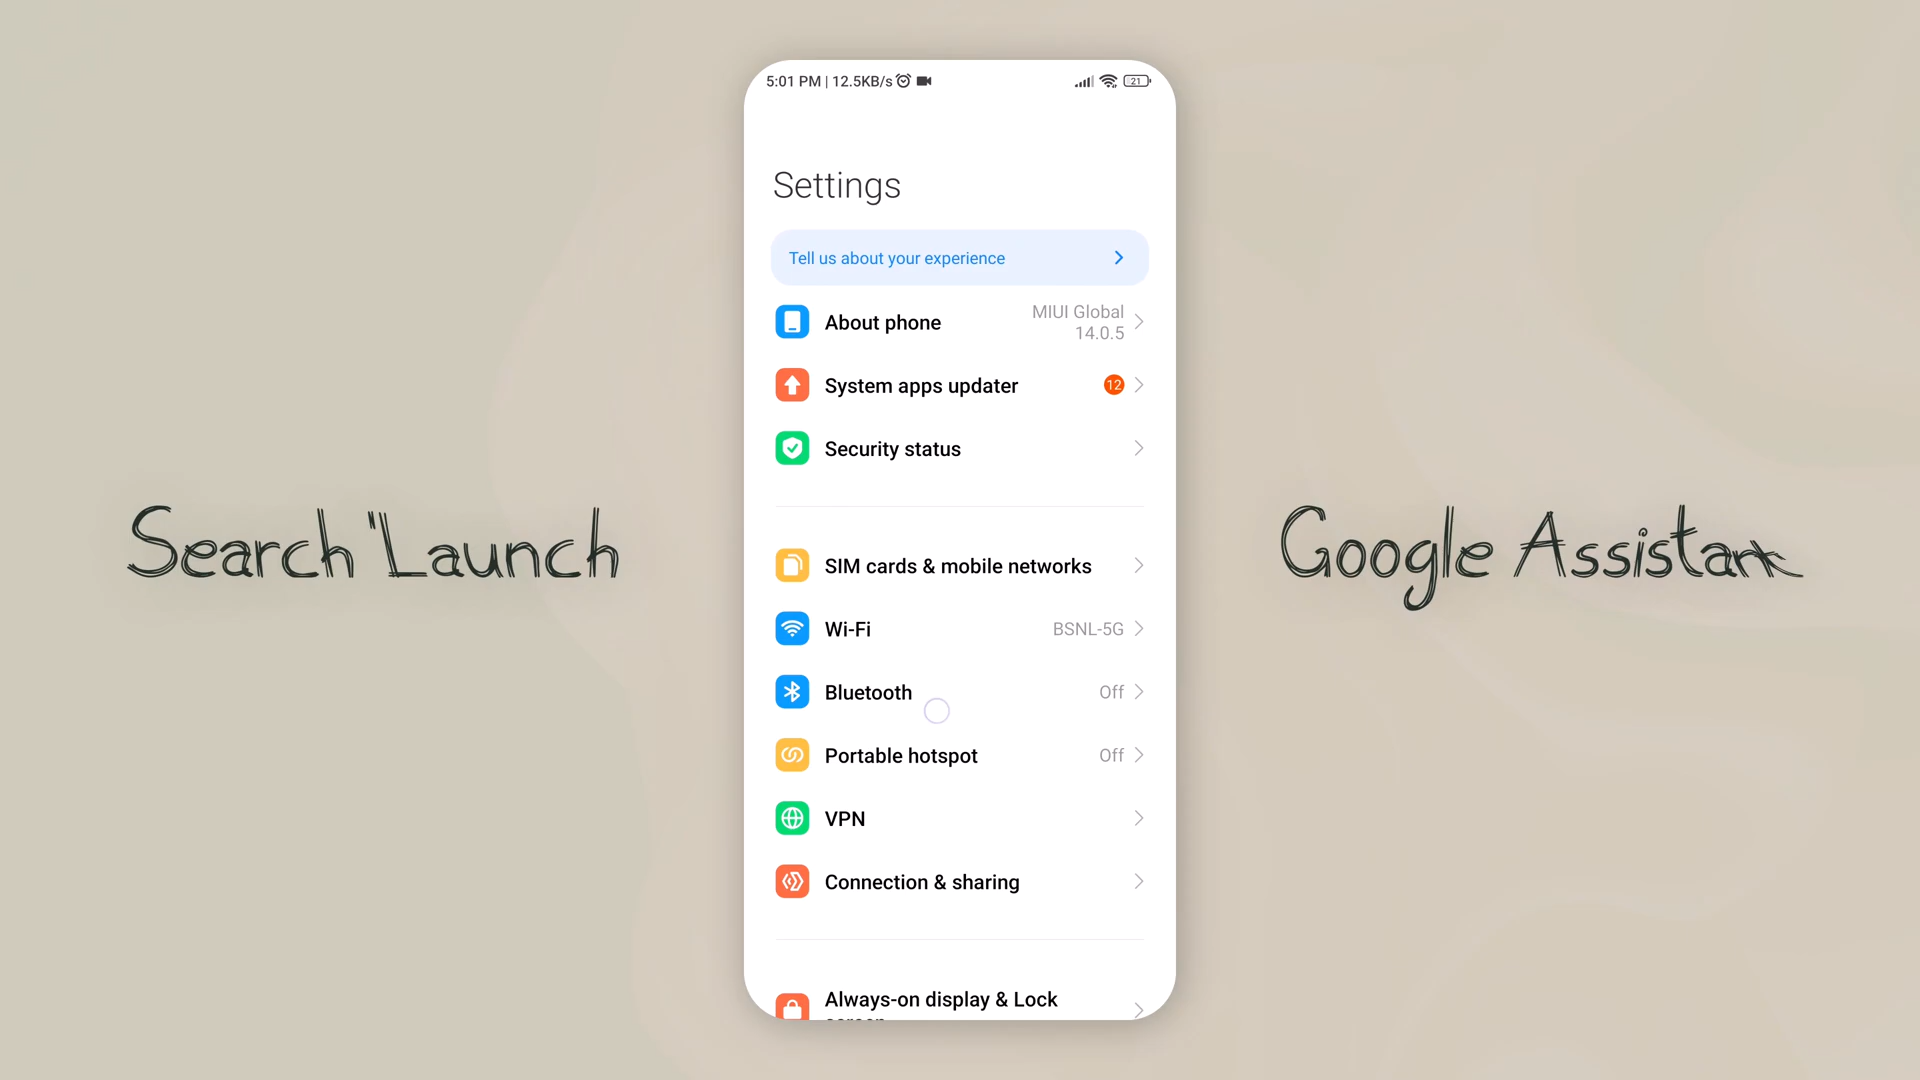 5:01 PM | 12.5KB/s
21
Settings
Tell us about your experience
About phone
MIUI Global
14.0.5
System apps updater
12
Security status
Search 'Launch
Google Assistan
SIM cards & mobile networks
Wi-Fi
BSNL-5G
Bluetooth
Off
Portable hotspot
Off
VPN
Connection & sharing
Always-on display & Lock